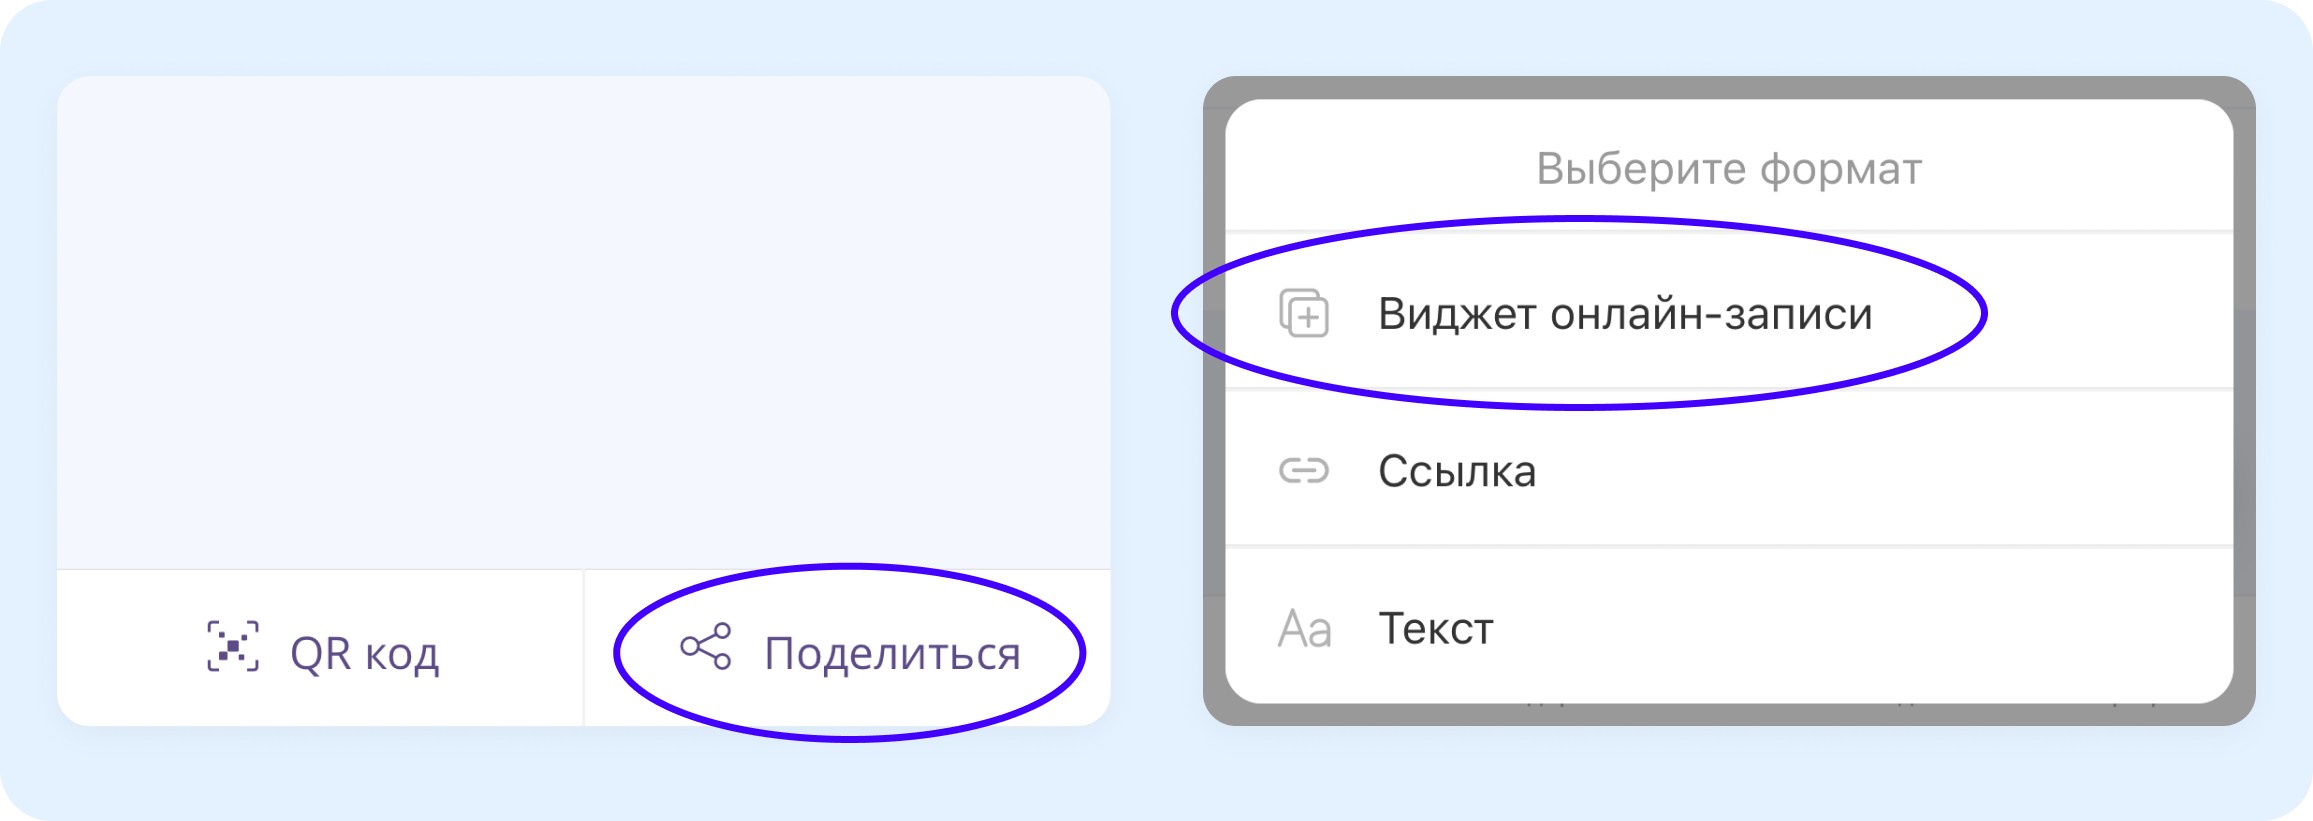 QR код
Поделиться
Выберите формат
Виджет онлайн-записи
Ссылка
Aa Текст